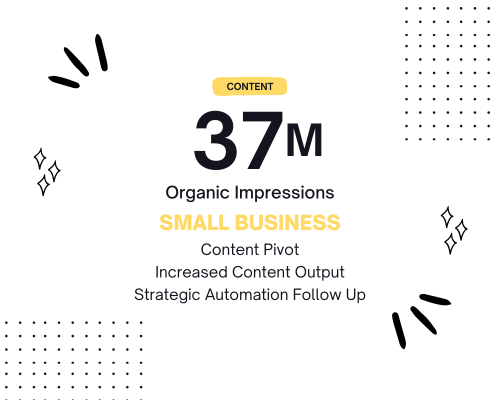 CONTENT
37M
Organic Impressions
SMALL BUSINESS
Content Pivot
Increased Content Output
Strategic Automation Follow Up